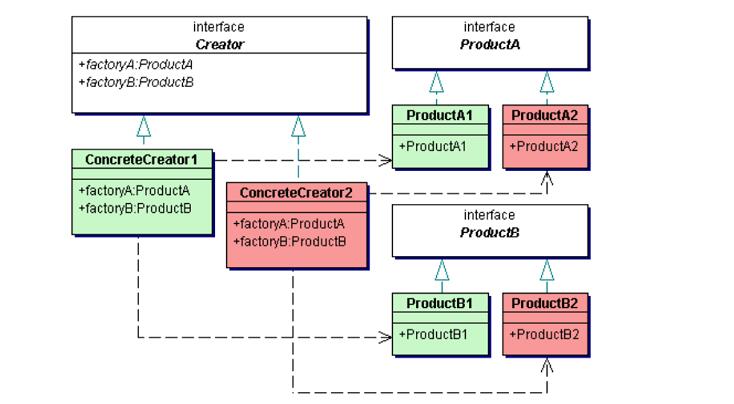 interface
Creator
+factoryA:ProductA
+factoryB:ProductB
interface
ProductA
ProductA1
+ProductA1
ProductA2
+ProductA2
ConcreteCreator1
+factoryA:ProductA
+factoryB:ProductB
ConcreteCreator2
+factoryA:ProductA
+factoryB:ProductB
interface
ProductB
ProductB1
+ProductB1
ProductB2
+ProductB2